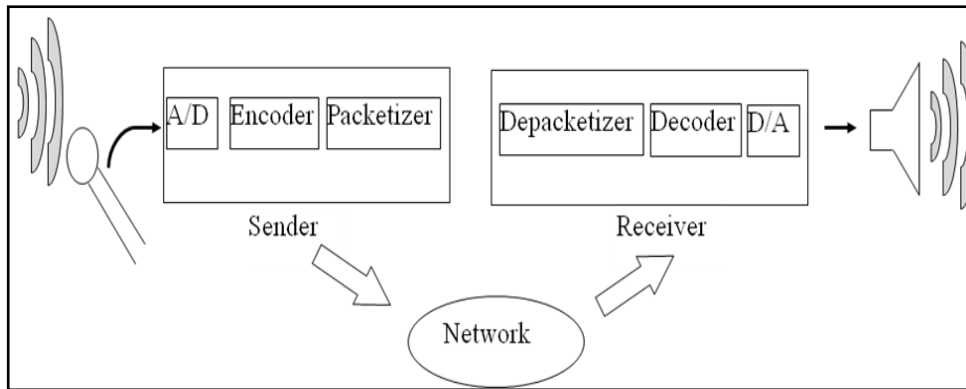 A/D
Encoder
Packetizer
Depacketizer
Decoder
D/A
Sender
Receiver
Network